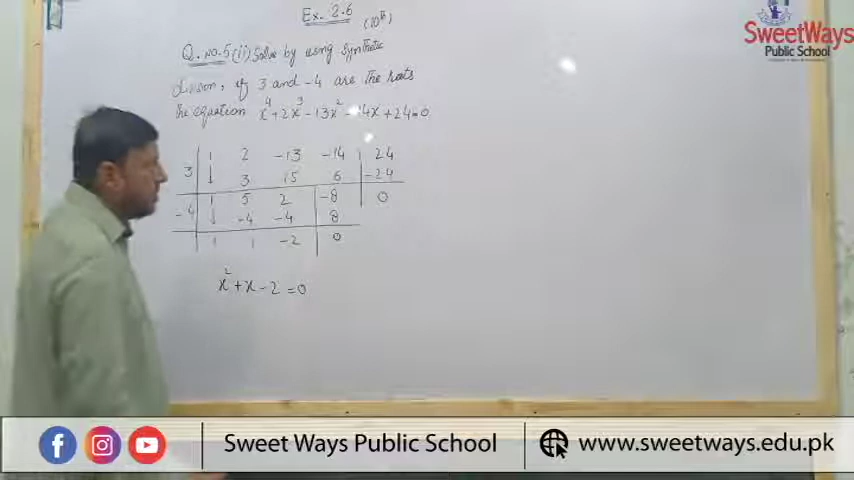 Ex. 2.6
(10th)
Q. No. 5 (ii) Solve by using Synthetic
division, if 3 and -4 are the roots
the equation x⁴+2x³-13x²-14x+24=0
3 | 1 2 -13 -14 | 24
↓ 3 15 6 | -24
-4 | 1 5 2 | -8 | 0
↓ -4 -4 | 8
1 1 -2 | 0
x²+x-2=0
SweetWays
Public School
Sweet Ways Public School
www.sweetways.edu.pk